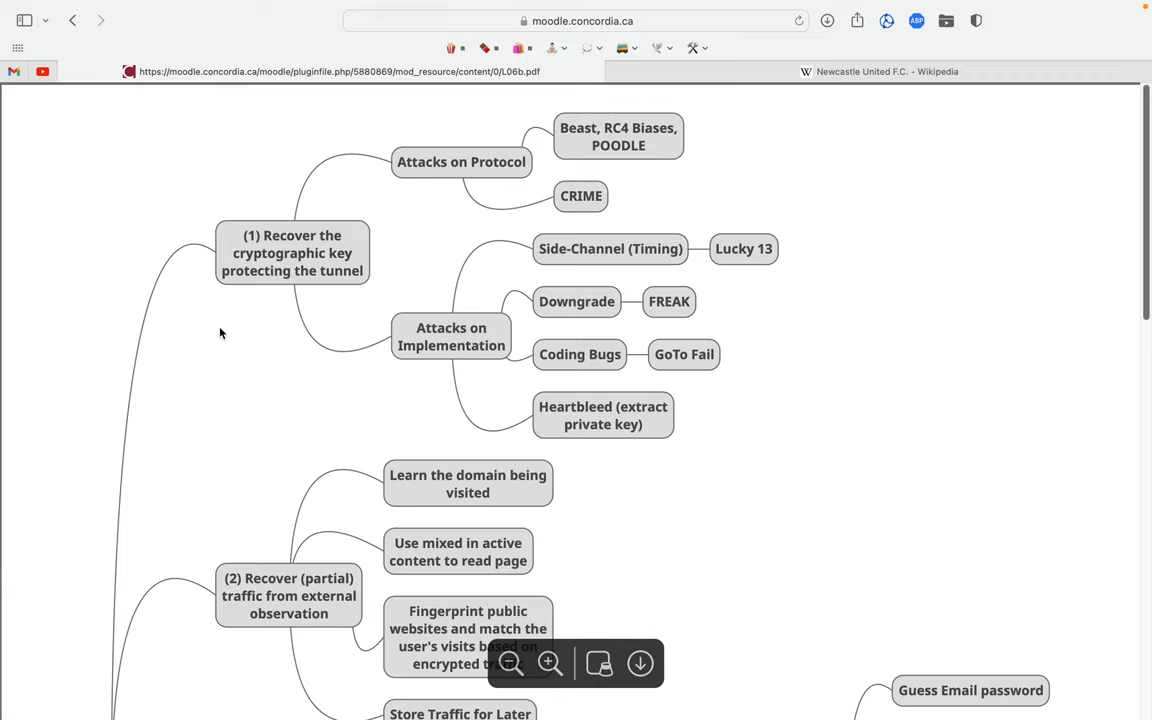 moodle.concordia.ca
ABP
https://moodle.concordia.ca/moodle/pluginfile.php/5880869/mod_resource/content/0/L06b.pdf
W Newcastle United F.C. - Wikipedia
Beast, RC4 Biases,
POODLE
Attacks on Protocol
CRIME
(1) Recover the
cryptographic key
protecting the tunnel
Side-Channel (Timing)
Lucky 13
Downgrade
FREAK
Attacks on
Implementation
Coding Bugs
GoTo Fail
Heartbleed (extract
private key)
Learn the domain being
visited
Use mixed in active
content to read page
(2) Recover (partial)
traffic from external
observation
Fingerprint public
websites and match the
user's visits based on
encrypted traffic
Store Traffic for Later
Guess Email password